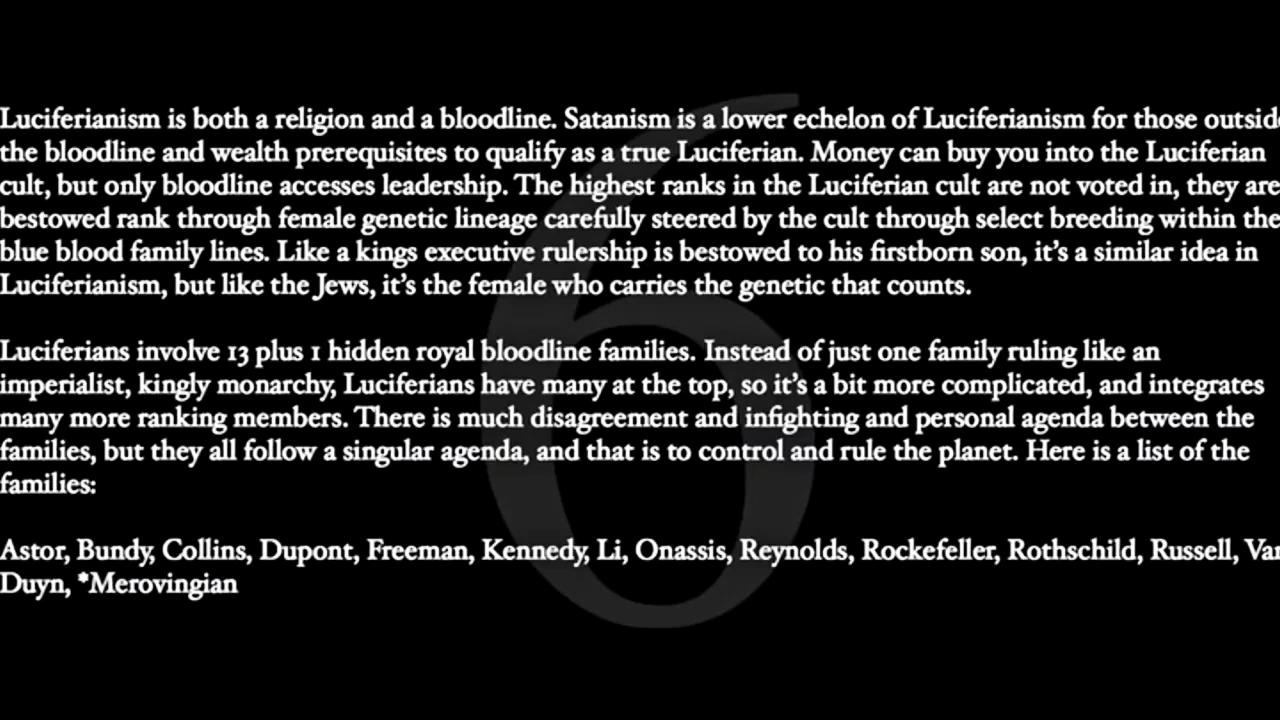 Luciferianism is both a religion and a bloodline. Satanism is a lower echelon of Luciferianism for those outside
the bloodline and wealth prerequisites to qualify as a true Luciferian. Money can buy you into the Luciferian
cult, but only bloodline accesses leadership. The highest ranks in the Luciferian cult are not voted in, they are
bestowed rank through female genetic lineage carefully steered by the cult through select breeding within the
blue blood family lines. Like a kings executive rulership is bestowed to his firstborn son, it’s a similar idea in
Luciferianism, but like the Jews, it’s the female who carries the genetic that counts.
Luciferians involve 13 plus 1 hidden royal bloodline families. Instead of just one family ruling like an
imperialist, kingly monarchy, Luciferians have many at the top, so it’s a bit more complicated, and integrates
many more ranking members. There is much disagreement and infighting and personal agenda between the
families, but they all follow a singular agenda, and that is to control and rule the planet. Here is a list of the
families:
Astor, Bundy, Collins, Dupont, Freeman, Kennedy, Li, Onassis, Reynolds, Rockefeller, Rothschild, Russell, Van
Duyn, *Merovingian
6